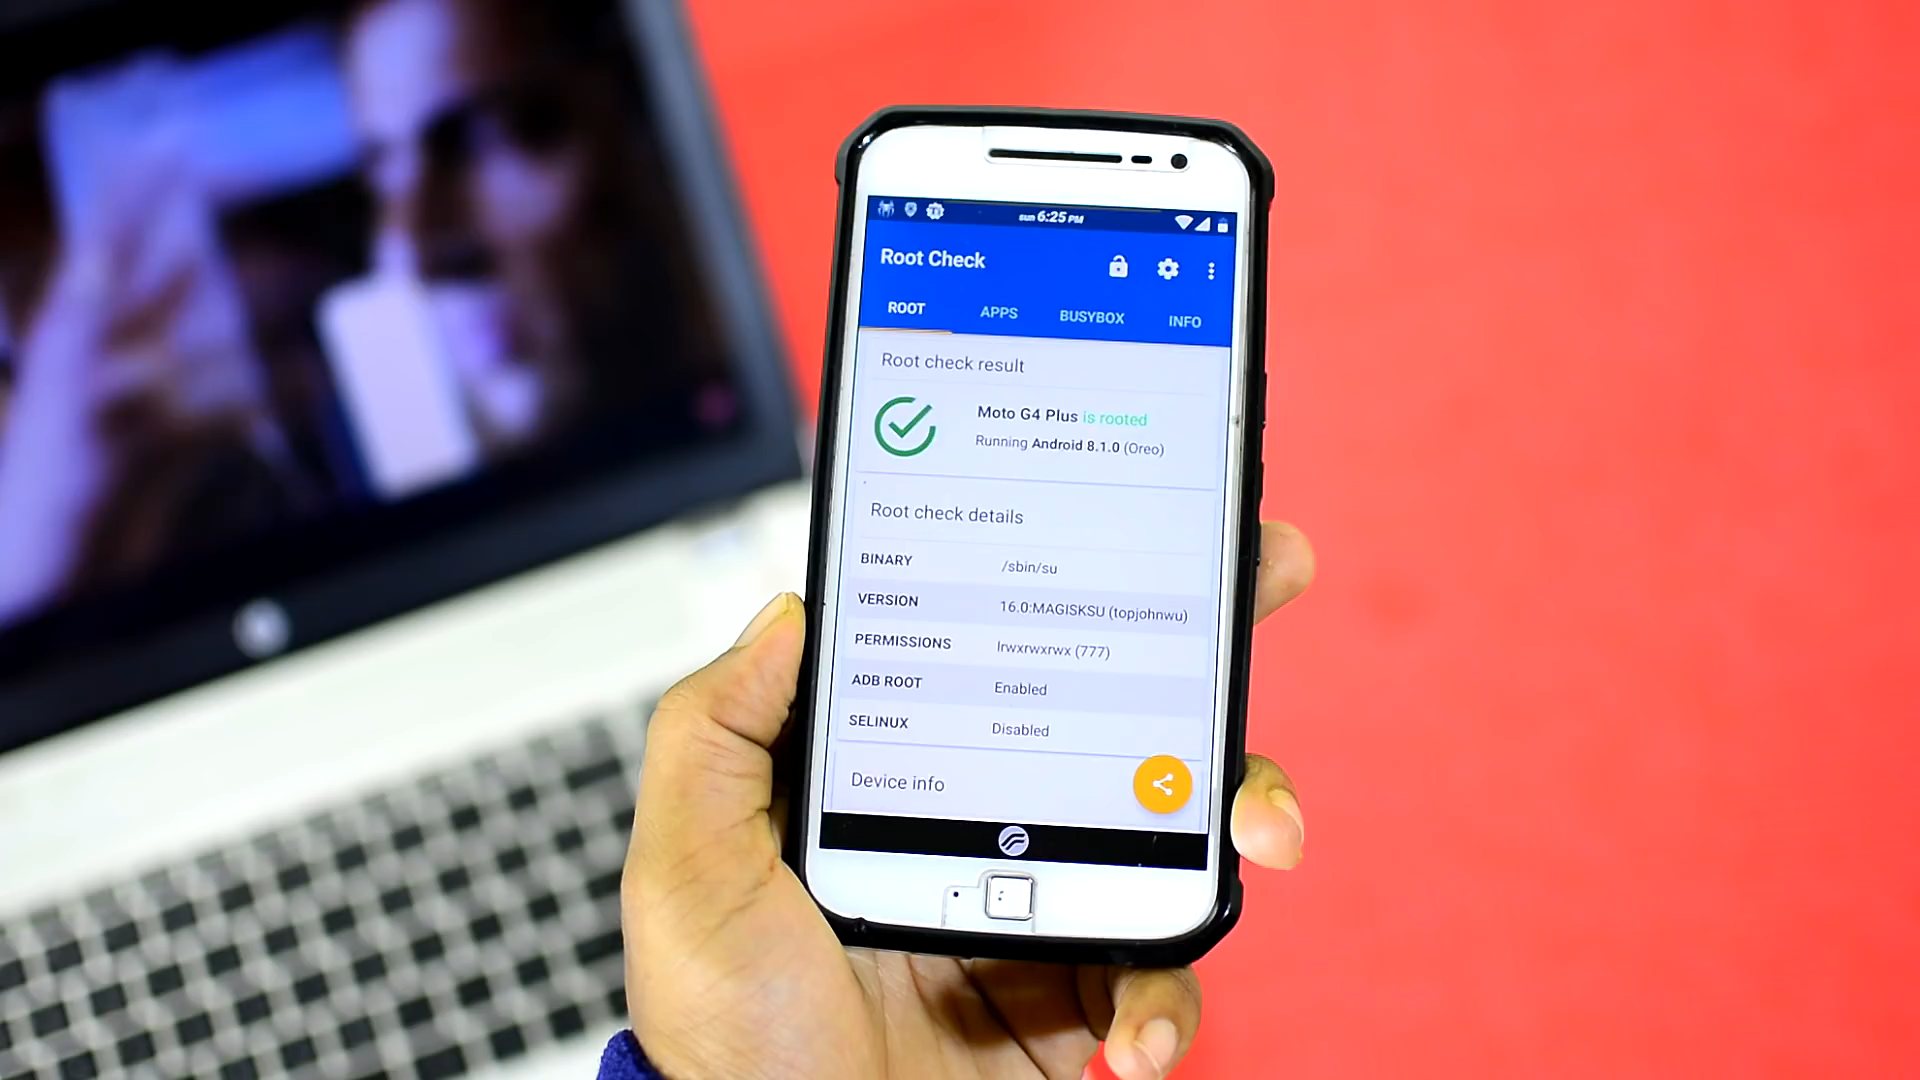 SUN 6:25 PM
Root Check
ROOT APPS BUSYBOX INFO
Root check result
Moto G4 Plus is rooted
Running Android 8.1.0 (Oreo)
Root check details
BINARY /sbin/su
VERSION 16.0:MAGISKSU (topjohnwu)
PERMISSIONS lrwxrwxrwx (777)
ADB ROOT Enabled
SELINUX Disabled
Device info